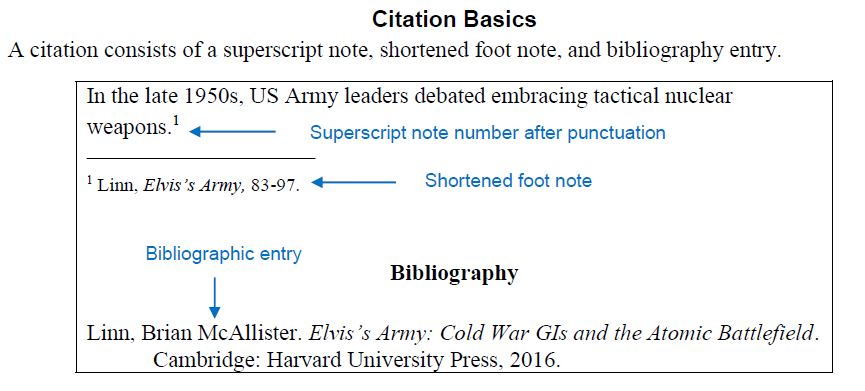 Citation Basics
A citation consists of a superscript note, shortened foot note, and bibliography entry.
In the late 1950s, US Army leaders debated embracing tactical nuclear
weapons.¹
Superscript note number after punctuation
¹ Linn, Elvis’s Army, 83-97.
Shortened foot note
Bibliographic entry
Bibliography
Linn, Brian McAllister. Elvis’s Army: Cold War GIs and the Atomic Battlefield.
Cambridge: Harvard University Press, 2016.